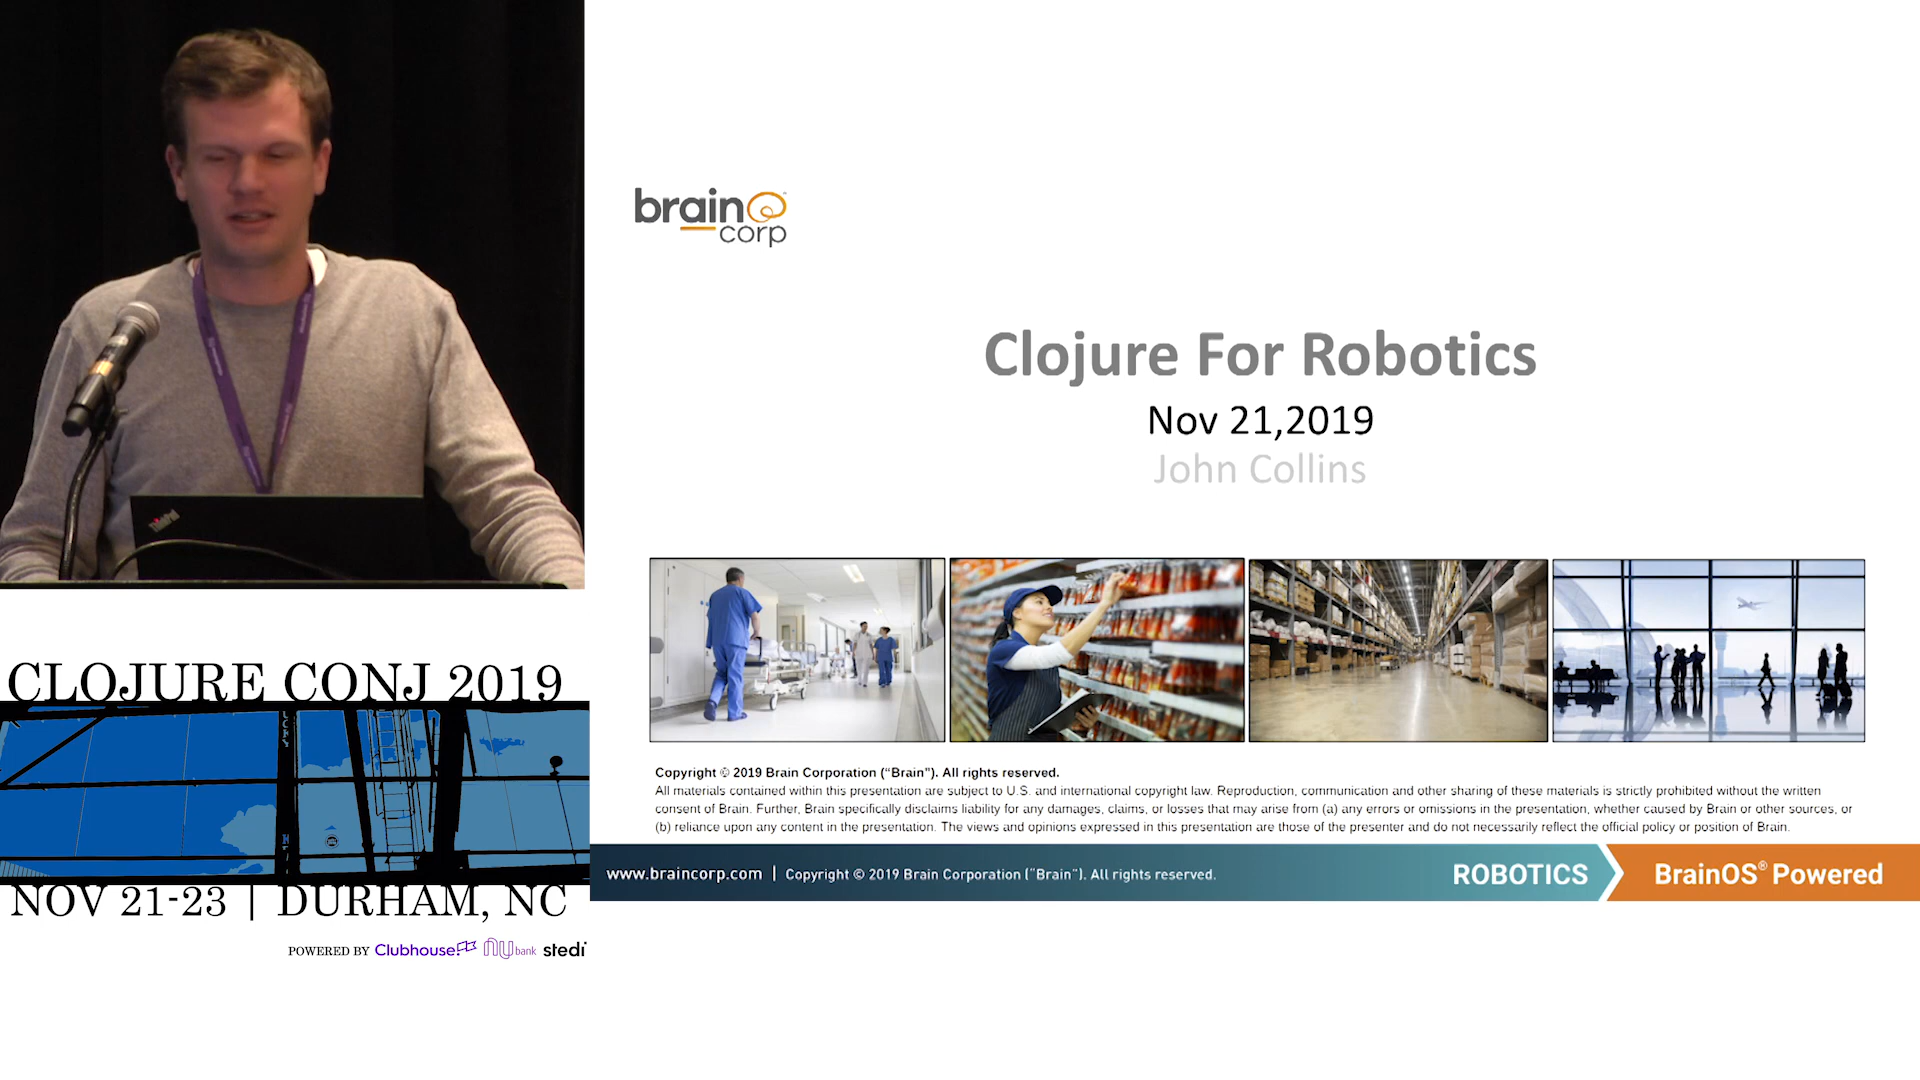 brain
corp
Clojure For Robotics
Nov 21,2019
John Collins
ThinkPad
CLOJURE CONJ 2019
NOV 21-23 | DURHAM, NC
POWERED BY Clubhouse nu bank stedi
Copyright © 2019 Brain Corporation (“Brain”). All rights reserved.
All materials contained within this presentation are subject to U.S. and international copyright law. Reproduction, communication and other sharing of these materials is strictly prohibited without the written
consent of Brain. Further, Brain specifically disclaims liability for any damages, claims, or losses that may arise from (a) any errors or omissions in the presentation, whether caused by Brain or other sources, or
(b) reliance upon any content in the presentation. The views and opinions expressed in this presentation are those of the presenter and do not necessarily reflect the official policy or position of Brain.
www.braincorp.com | Copyright © 2019 Brain Corporation ("Brain"). All rights reserved.
ROBOTICS
BrainOS® Powered